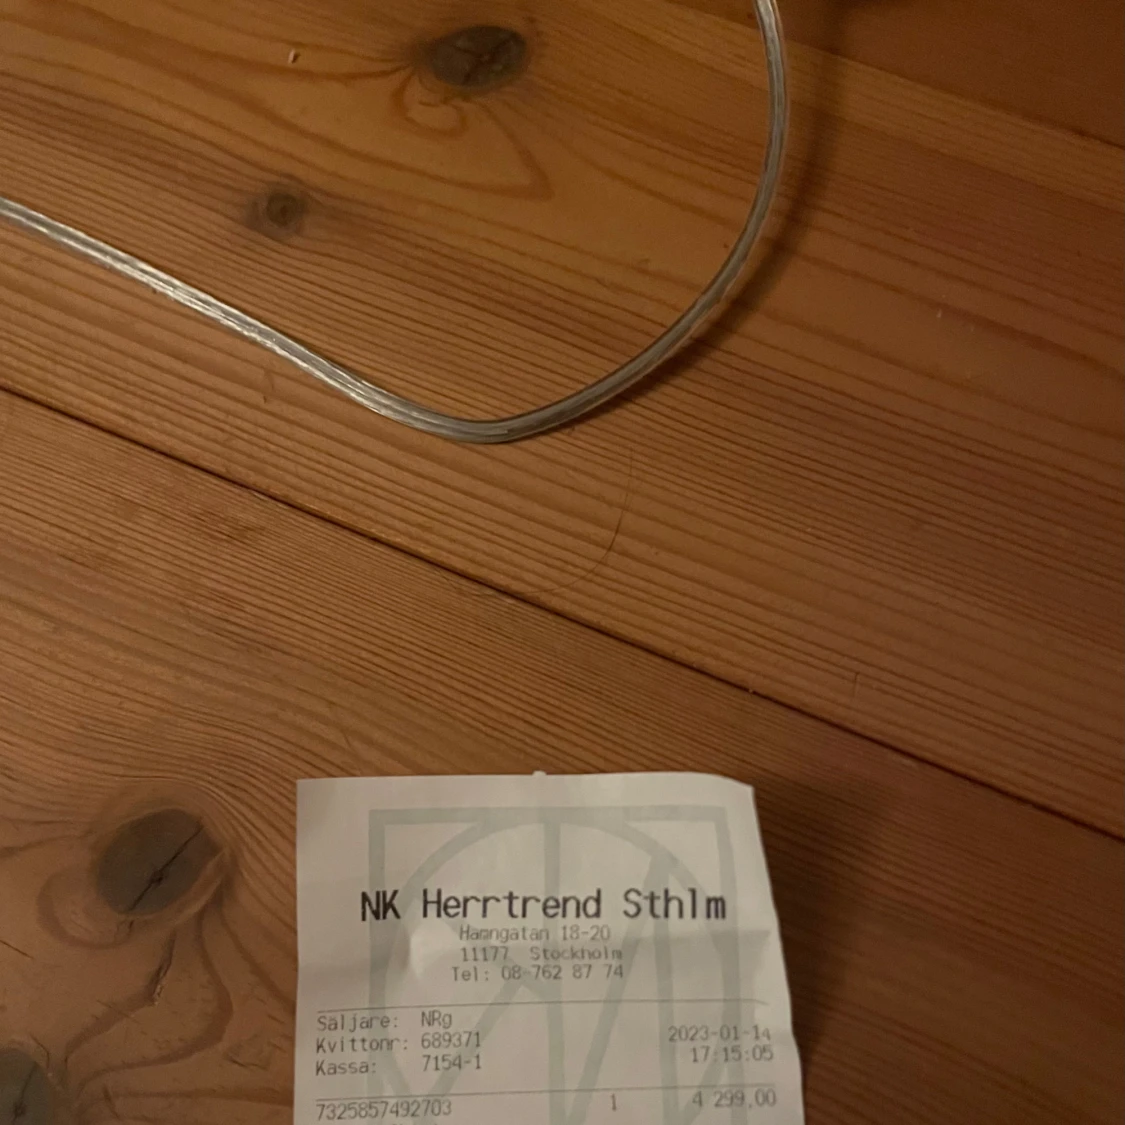 NK Herrtrend Sthlm
Hamngatan 18-20
11177 Stockholm
Tel: 08-762 87 74
Säljare: NRg
Kvittonr: 689371 2023-01-14
Kassa: 7154-1 17:15:05
7325857492703 1 4 299,00